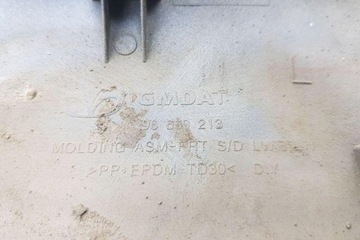 GMDAT
96 213
MOLDING ASM-FRT S/D
>PP+EPDM-TD30< D.Y